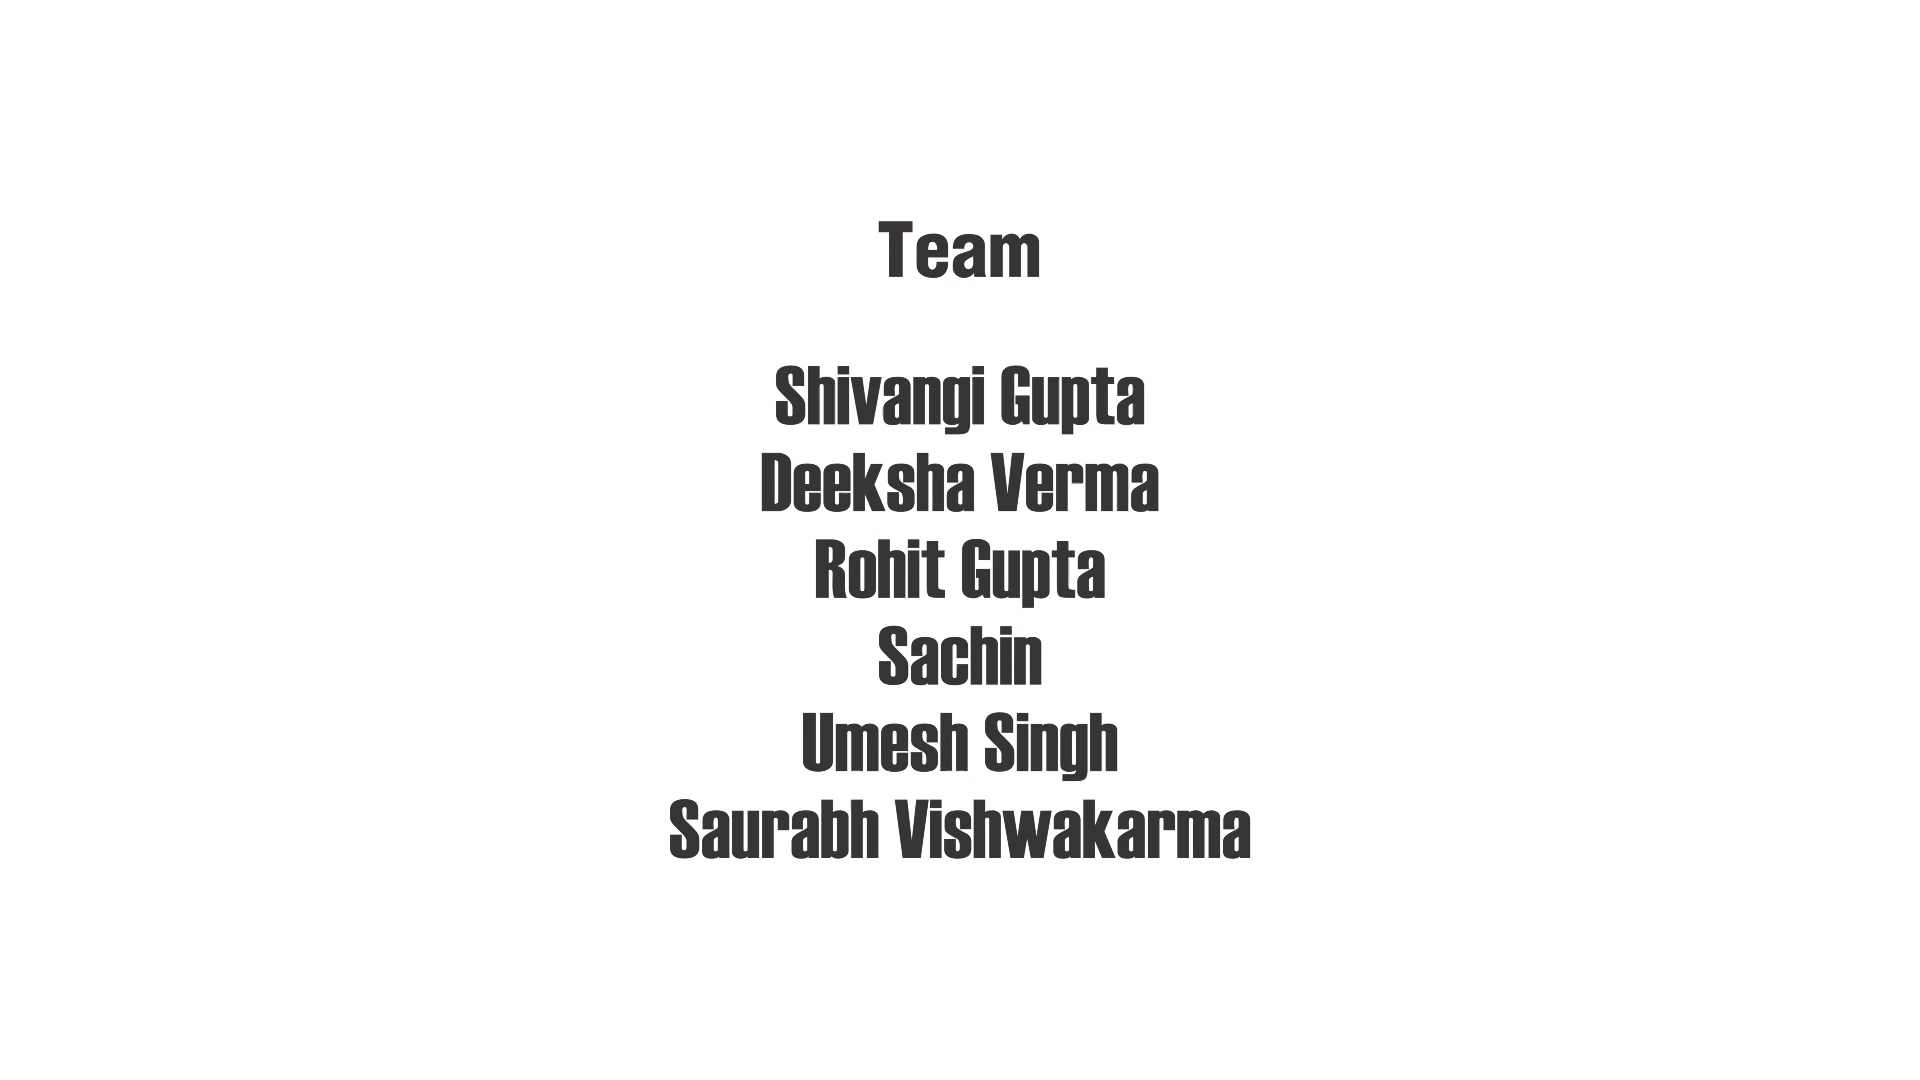 Team
Shivangi Gupta
Deeksha Verma
Rohit Gupta
Sachin
Umesh Singh
Saurabh Vishwakarma